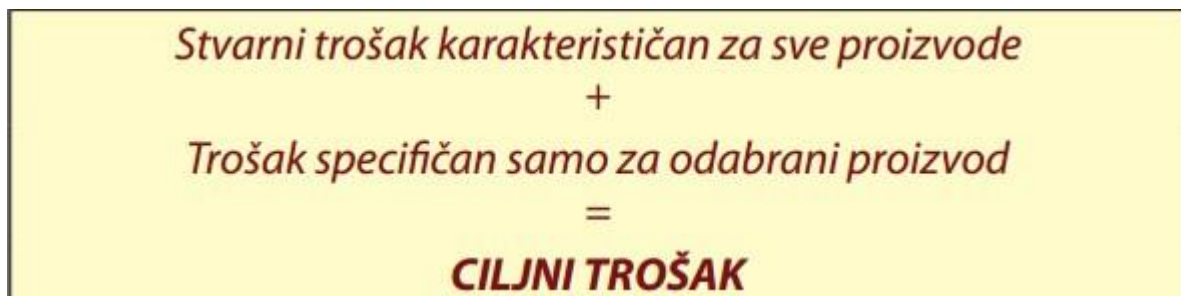 Stvarni trošak karakterističan za sve proizvode
+
Trošak specifičan samo za odabrani proizvod
=
CILJNI TROŠAK